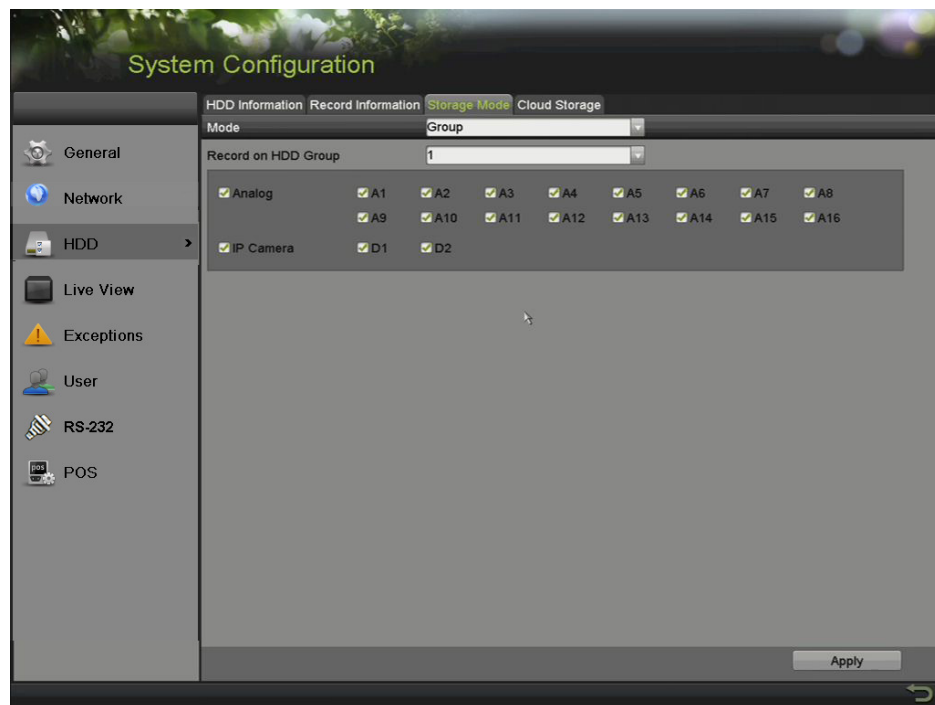 System Configuration
HDD Information Record Information Storage Mode Cloud Storage
Mode Group
Record on HDD Group 1
Analog A1 A2 A3 A4 A5 A6 A7 A8
A9 A10 A11 A12 A13 A14 A15 A16
IP Camera D1 D2
General
Network
HDD >
Live View
Exceptions
User
RS-232
pos POS
Apply